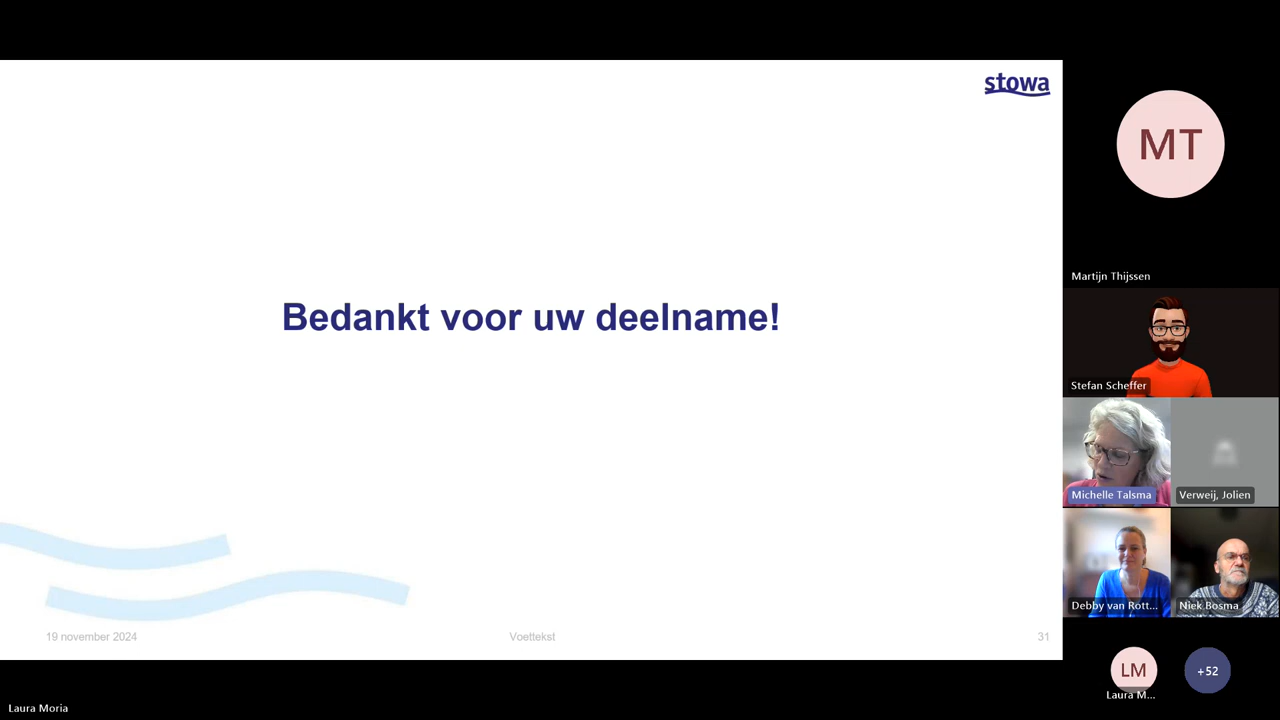 stowa
Bedankt voor uw deelname!
19 november 2024
Voettekst
31
MT
Martijn Thijssen
Stefan Scheffer
Michelle Talsma
Verweij, Jolien
Debby van Rott...
Niek Bosma
LM
Laura M...
+52
Laura Moria